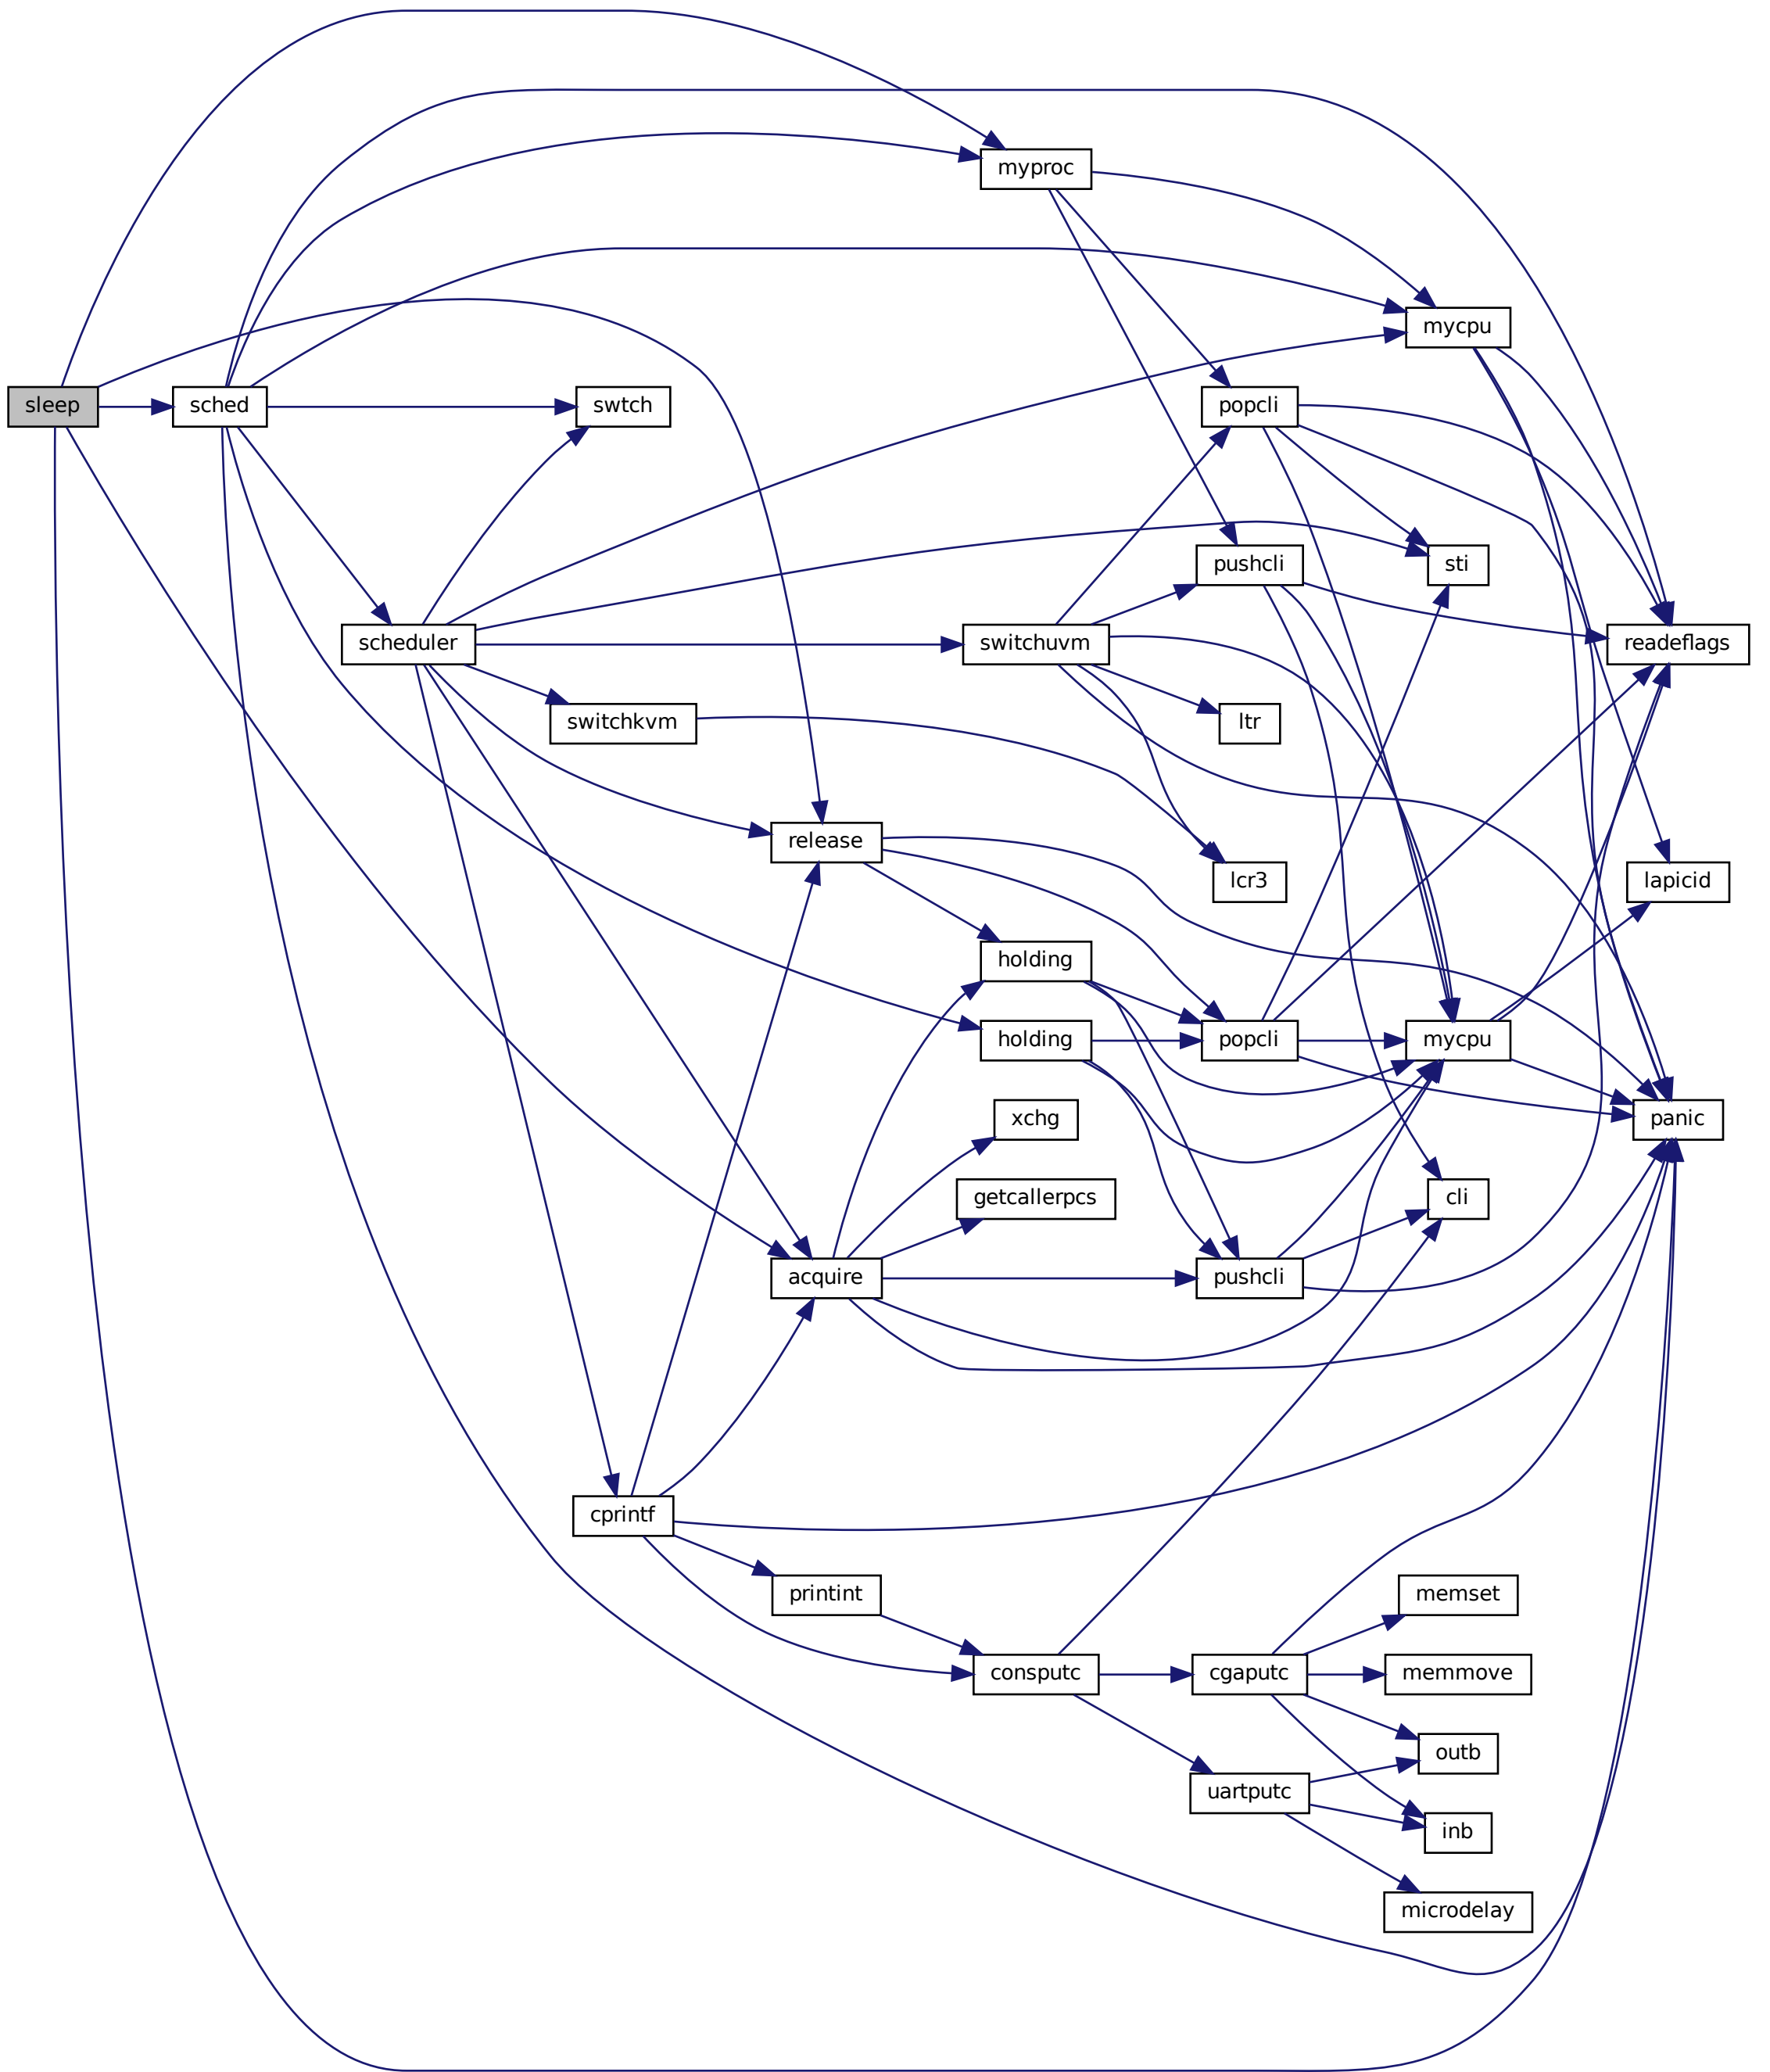 myproc
mycpu
sleep
sched
swtch
popcli
pushcli
sti
scheduler
switchuvm
readeflags
switchkvm
ltr
release
lcr3
lapicid
holding
holding
popcli
mycpu
xchg
panic
getcallerpcs
cli
acquire
pushcli
cprintf
printint
memset
consputc
cgaputc
memmove
outb
uartputc
inb
microdelay